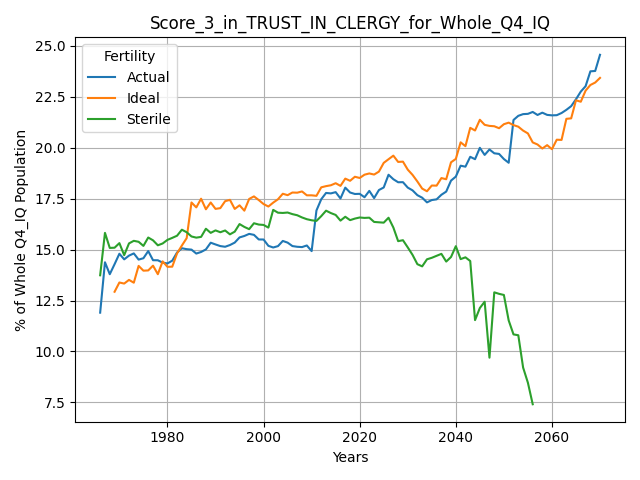 Score_3_in_TRUST_IN_CLERGY_for_Whole_Q4_IQ
% of Whole Q4_IQ Population
25.0
22.5
20.0
17.5
15.0
12.5
10.0
7.5
Fertility
Actual
Ideal
Sterile
1980 2000 2020 2040 2060
Years